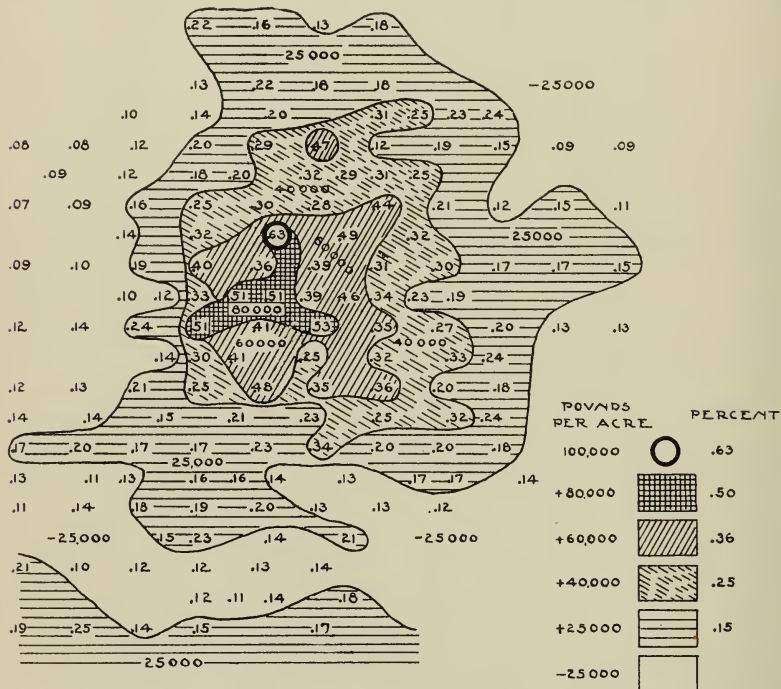 .22 .16 .13 .18
25000
.13 .22 .18 .18 -25000
.10 .14 .20 .31 .25 .23 .24
.08 .08 .12 .20 .29 .47 .12 .19 .15 .09 .09
.09 .12 .18 .20 .32 .29 .31 .25
40000
.07 .09 .16 .25 .30 .28 .44 .21 .12 .15 .11
.14 .32 .63 .49 .32 25000
60000
.09 .10 .19 .40 .36 .39 .31 .30 .17 .17 .15
.10 .12 .33 .51 .51 .39 .46 .34 .23 .19
80000
.12 .14 .24 .51 .41 .53 .35 .27 .20 .13 .13
60000 40000
.14 .30 .41 .25 .32 .33 .24
.12 .13 .21 .25 .48 .35 .36 .20 .18
.14 .14 .15 .21 .23 .25 .32 .24
.17 .20 .17 .17 .23 .34 .20 .20 .18
25,000
.13 .11 .13 .16 .16 .14 .13 .17 .17 .14
.11 .14 .18 .19 .20 .13 .13 .12
-25,000 .15 .23 .14 .21 -25000
.21 .10 .12 .12 .13 .14
.12 .11 .14 .18
.19 .25 .14 .15 .17
25000
POUNDS
PER ACRE PERCENT
100,000 .63
+80,000 .50
+60,000 .36
+40,000 .25
+25000 .15
-25000